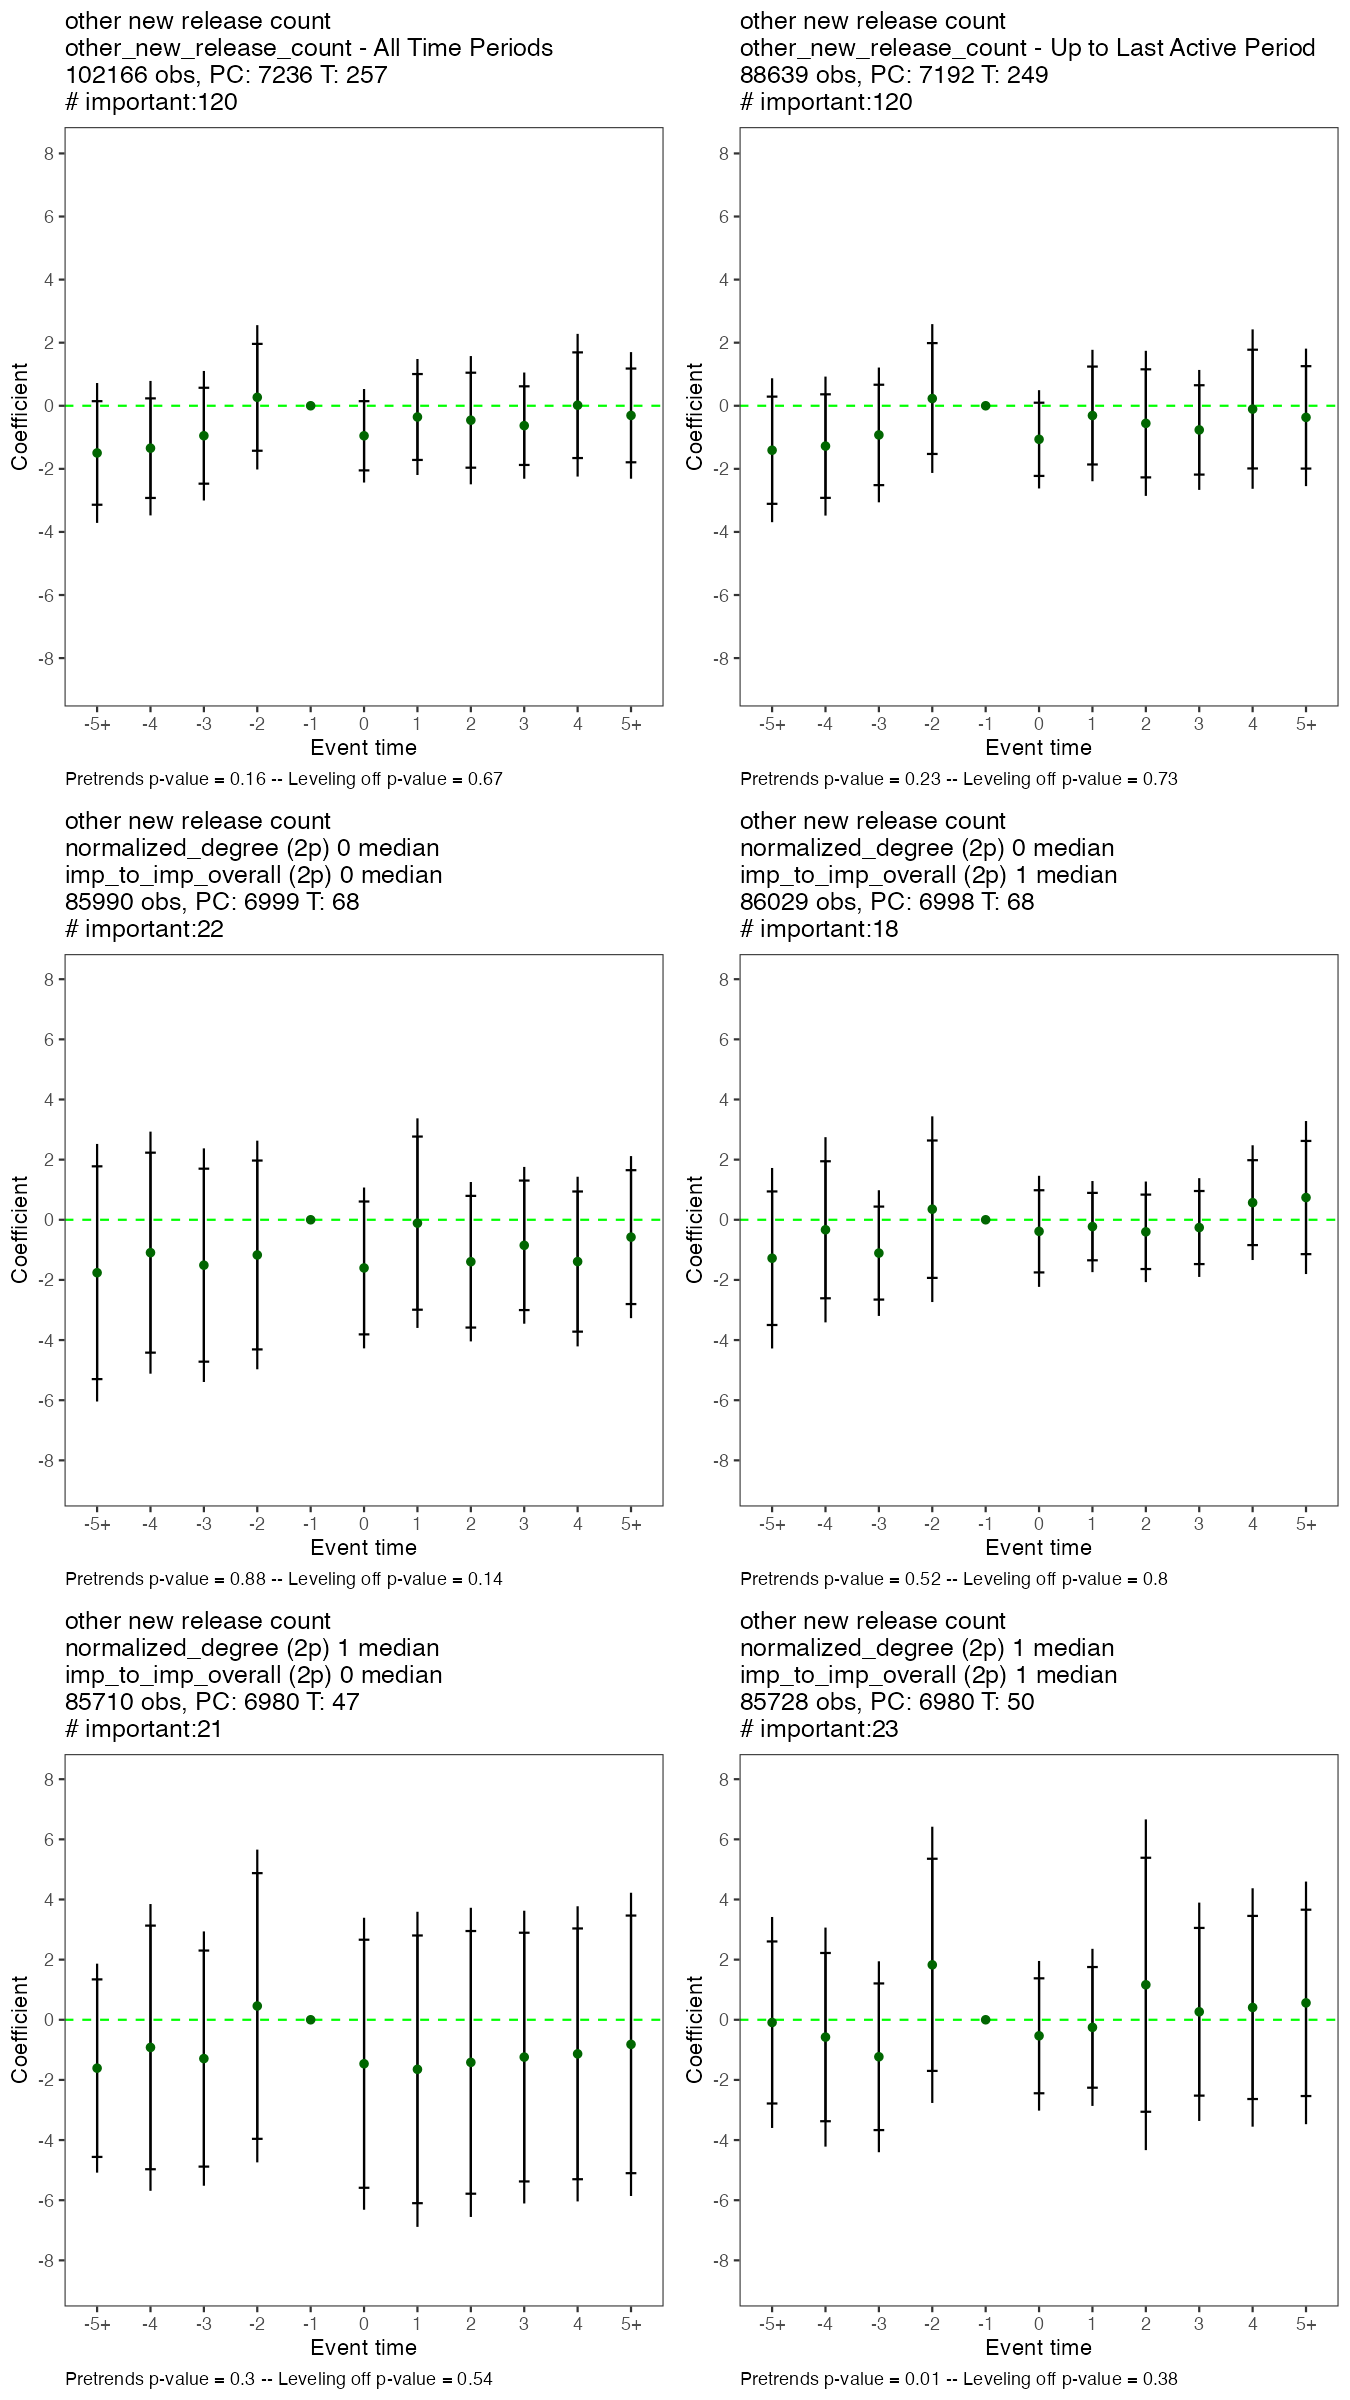 other new release count
other_new_release_count - All Time Periods
102166 obs, PC: 7236 T: 257
# important:120
8
6
4
2
0
-2
-4
-6
-8
Coefficient
-5+ -4 -3 -2 -1 0 1 2 3 4 5+
Event time
Pretrends p-value = 0.16 -- Leveling off p-value = 0.67
other new release count
other_new_release_count - Up to Last Active Period
88639 obs, PC: 7192 T: 249
# important:120
8
6
4
2
0
-2
-4
-6
-8
Coefficient
-5+ -4 -3 -2 -1 0 1 2 3 4 5+
Event time
Pretrends p-value = 0.23 -- Leveling off p-value = 0.73
other new release count
normalized_degree (2p) 0 median
imp_to_imp_overall (2p) 0 median
85990 obs, PC: 6999 T: 68
# important:22
8
6
4
2
0
-2
-4
-6
-8
Coefficient
-5+ -4 -3 -2 -1 0 1 2 3 4 5+
Event time
Pretrends p-value = 0.88 -- Leveling off p-value = 0.14
other new release count
normalized_degree (2p) 0 median
imp_to_imp_overall (2p) 1 median
86029 obs, PC: 6998 T: 68
# important:18
8
6
4
2
0
-2
-4
-6
-8
Coefficient
-5+ -4 -3 -2 -1 0 1 2 3 4 5+
Event time
Pretrends p-value = 0.52 -- Leveling off p-value = 0.8
other new release count
normalized_degree (2p) 1 median
imp_to_imp_overall (2p) 0 median
85710 obs, PC: 6980 T: 47
# important:21
8
6
4
2
0
-2
-4
-6
-8
Coefficient
-5+ -4 -3 -2 -1 0 1 2 3 4 5+
Event time
Pretrends p-value = 0.3 -- Leveling off p-value = 0.54
other new release count
normalized_degree (2p) 1 median
imp_to_imp_overall (2p) 1 median
85728 obs, PC: 6980 T: 50
# important:23
8
6
4
2
0
-2
-4
-6
-8
Coefficient
-5+ -4 -3 -2 -1 0 1 2 3 4 5+
Event time
Pretrends p-value = 0.01 -- Leveling off p-value = 0.38